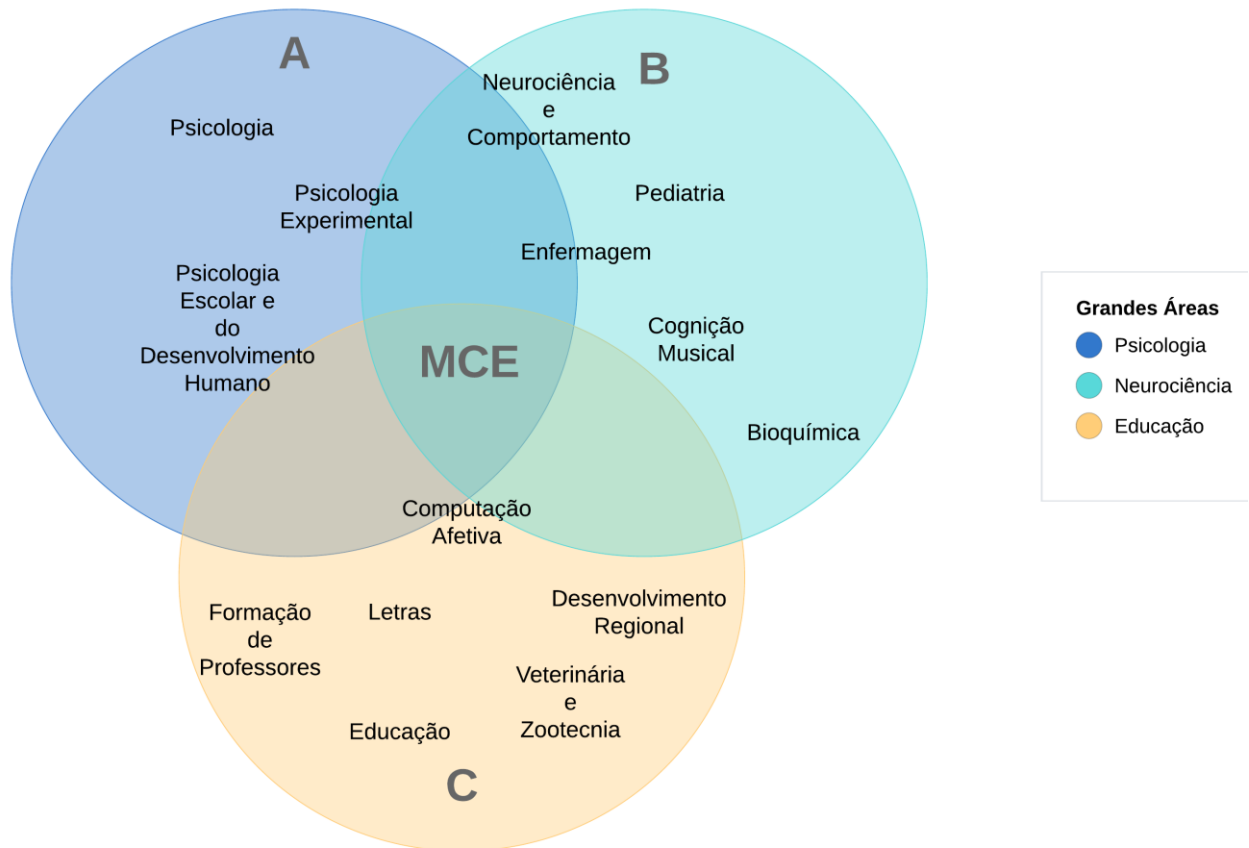 A
B
Psicologia
Neurociência
e
Comportamento
Psicologia
Experimental
Pediatria
Enfermagem
Psicologia
Escolar e
do
Desenvolvimento
Humano
MCE
Cognição
Musical
Bioquímica
Computação
Afetiva
Formação
de
Professores
Letras
Desenvolvimento
Regional
Veterinária
e
Zootecnia
Educação
C
Grandes Áreas
Psicologia
Neurociência
Educação